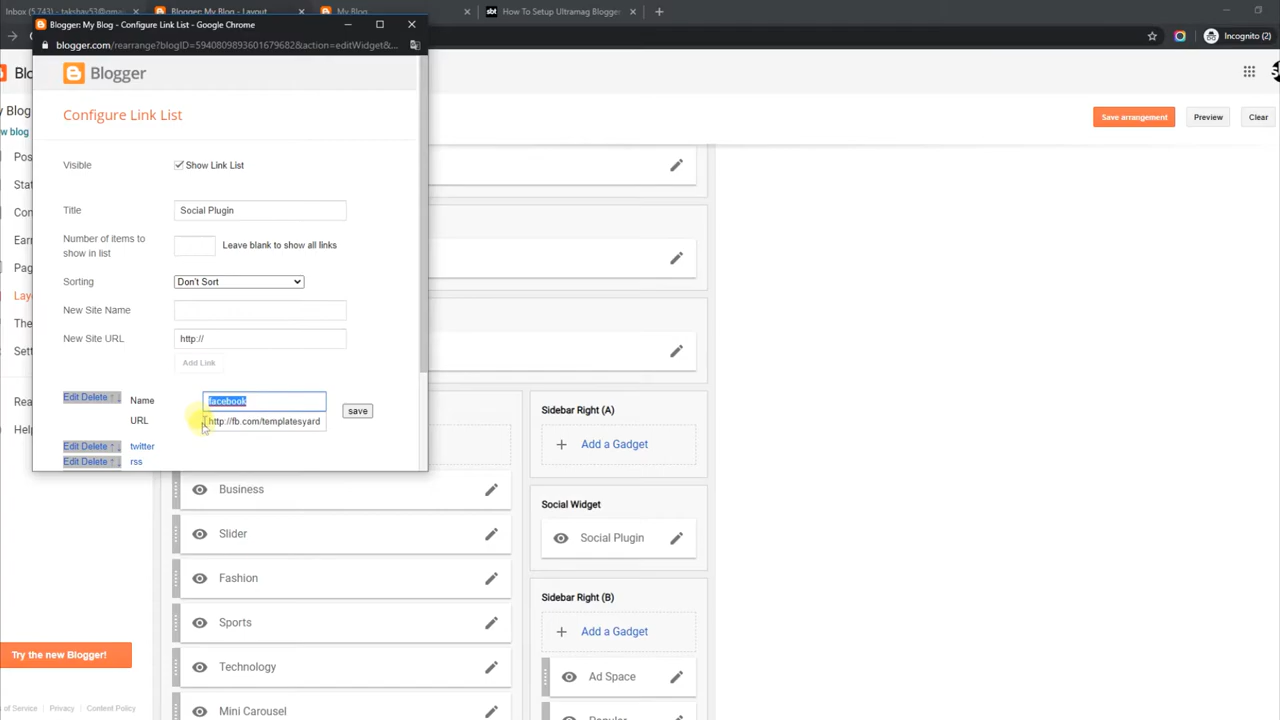 Inbox (5,743) - takshay53@gmail.c
Blogger: My Blog - Layout
My Blog
sbt
How To Setup Ultramag Blogger
Blogger: My Blog - Configure Link List - Google Chrome
blogger.com/rearrange?blogID=5940809893601679682&action=editWidget&...
Incognito (2)
Blogger
Configure Link List
Visible
Show Link List
Title
Social Plugin
Number of items to
show in list
Leave blank to show all links
Sorting
Don't Sort
New Site Name
New Site URL
http://
Add Link
Edit Delete
Name
facebook
URL
http://fb.com/templatesyard
save
Edit Delete
twitter
Edit Delete
rss
Blo
y Blog
w blog
Pos
Stat
Con
Earn
Pag
Lay
The
Sett
Rea
Help
Try the new Blogger!
of Service
Privacy
Content Policy
Save arrangement
Preview
Clear
Business
Slider
Fashion
Sports
Technology
Mini Carousel
Sidebar Right (A)
Add a Gadget
Social Widget
Social Plugin
Sidebar Right (B)
Add a Gadget
Ad Space
Popular